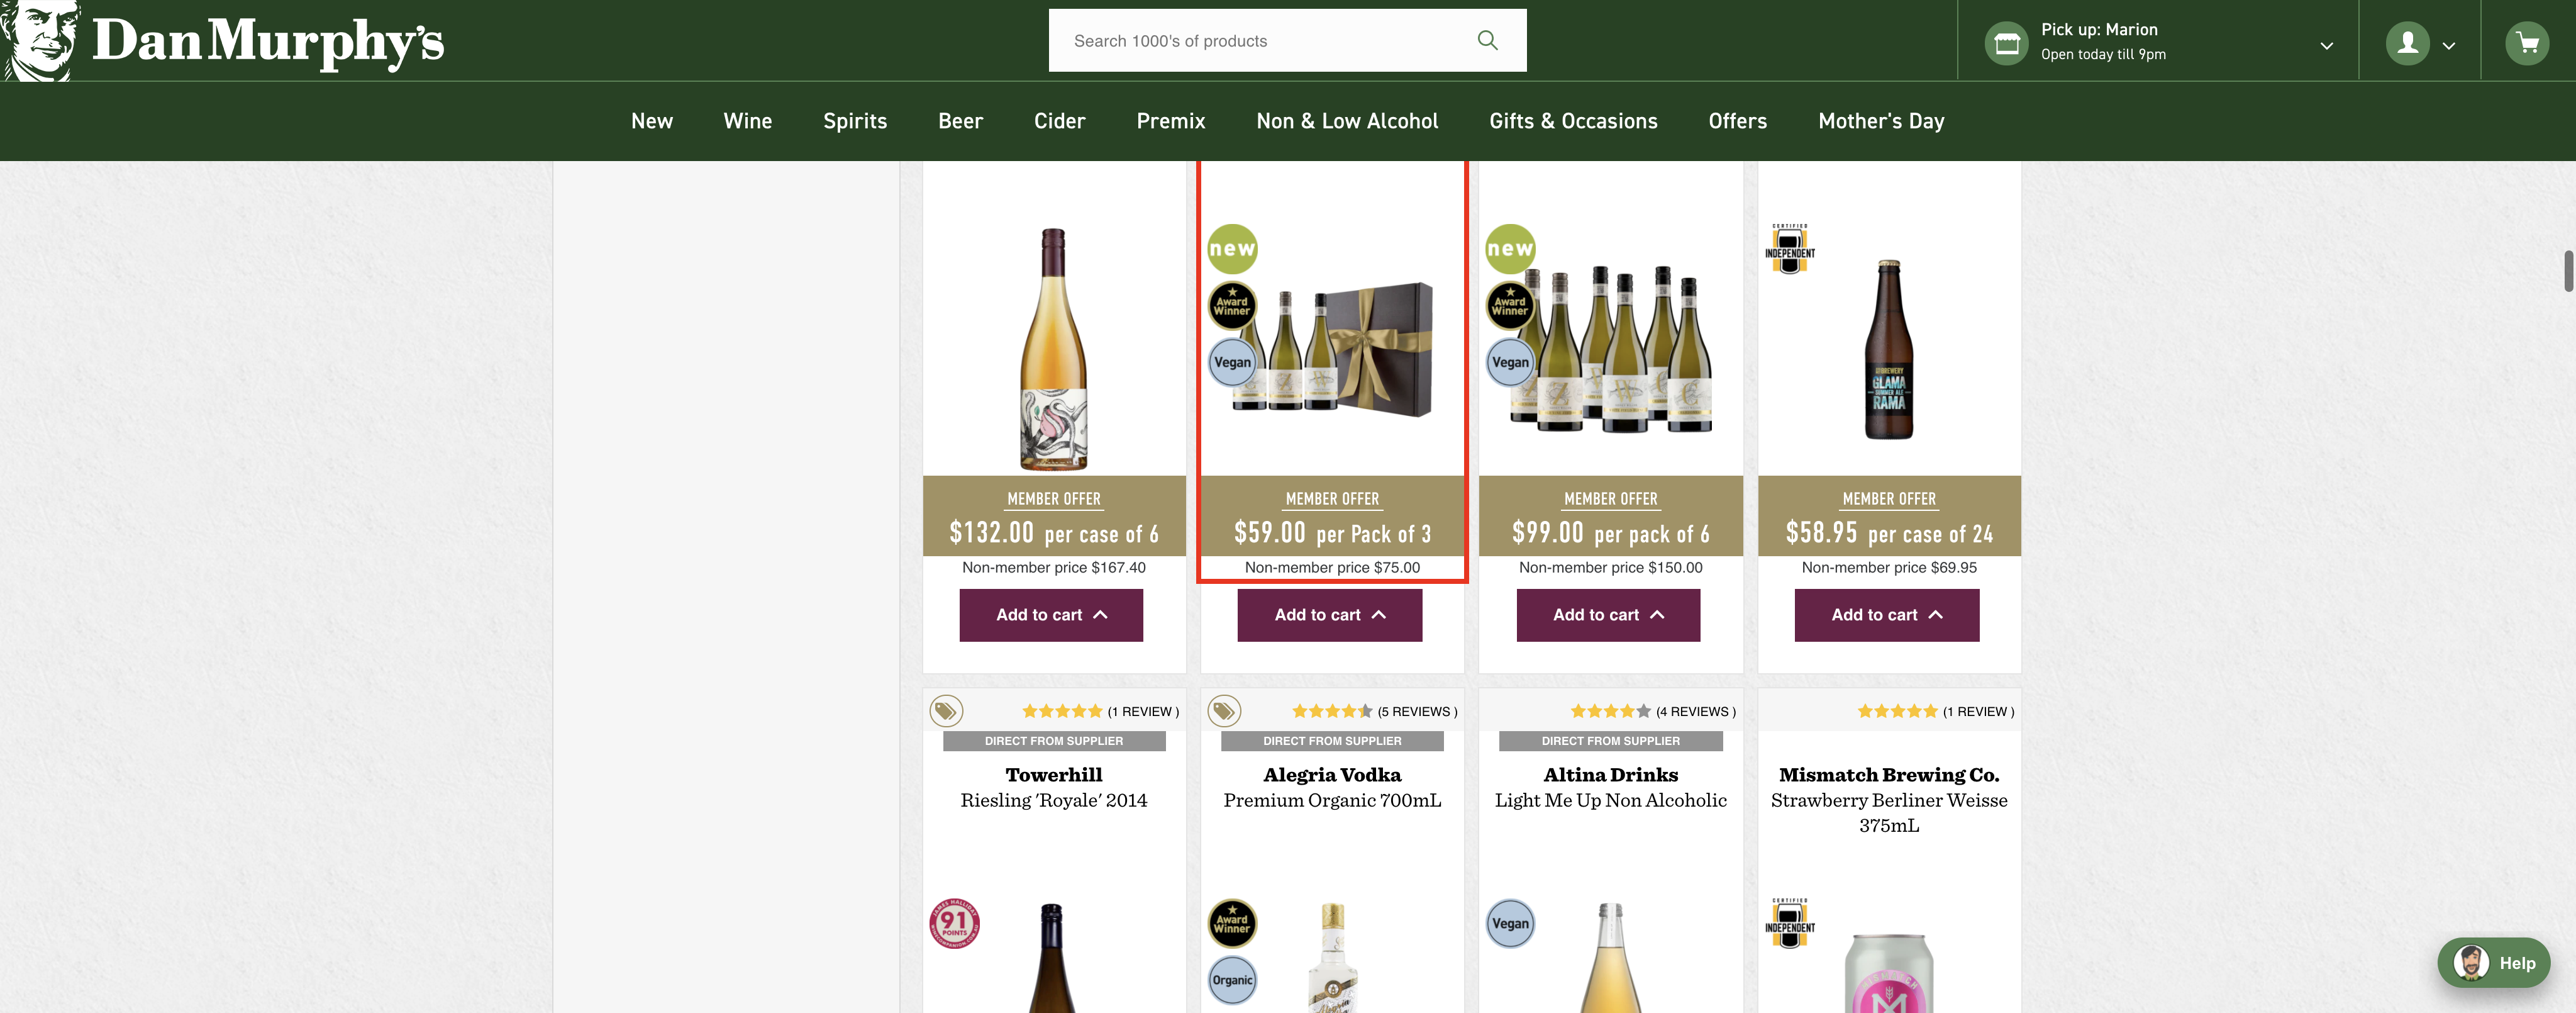 Dan Murphy's
Search 1000's of products
Pick up: Marion
Open today till 9pm
New
Wine
Spirits
Beer
Cider
Premix
Non & Low Alcohol
Gifts & Occasions
Offers
Mother's Day
MEMBER OFFER
$132.00 per case of 6
Non-member price $167.40
Add to cart
new
Award
Winner
Vegan
MEMBER OFFER
$59.00 per Pack of 3
Non-member price $75.00
Add to cart
new
Award
Winner
Vegan
MEMBER OFFER
$99.00 per pack of 6
Non-member price $150.00
Add to cart
CERTIFIED
INDEPENDENT
BREWERY
GLAMA
SUMMER ALE
RAMA
MEMBER OFFER
$58.95 per case of 24
Non-member price $69.95
Add to cart
(1 REVIEW )
DIRECT FROM SUPPLIER
Towerhill
Riesling 'Royale' 2014
JAMES HALLIDAY
91
POINTS
(5 REVIEWS )
DIRECT FROM SUPPLIER
Alegria Vodka
Premium Organic 700mL
Award
Winner
Organic
(4 REVIEWS )
DIRECT FROM SUPPLIER
Altina Drinks
Light Me Up Non Alcoholic
Vegan
(1 REVIEW )
Mismatch Brewing Co.
Strawberry Berliner Weisse
375mL
CERTIFIED
INDEPENDENT
Help